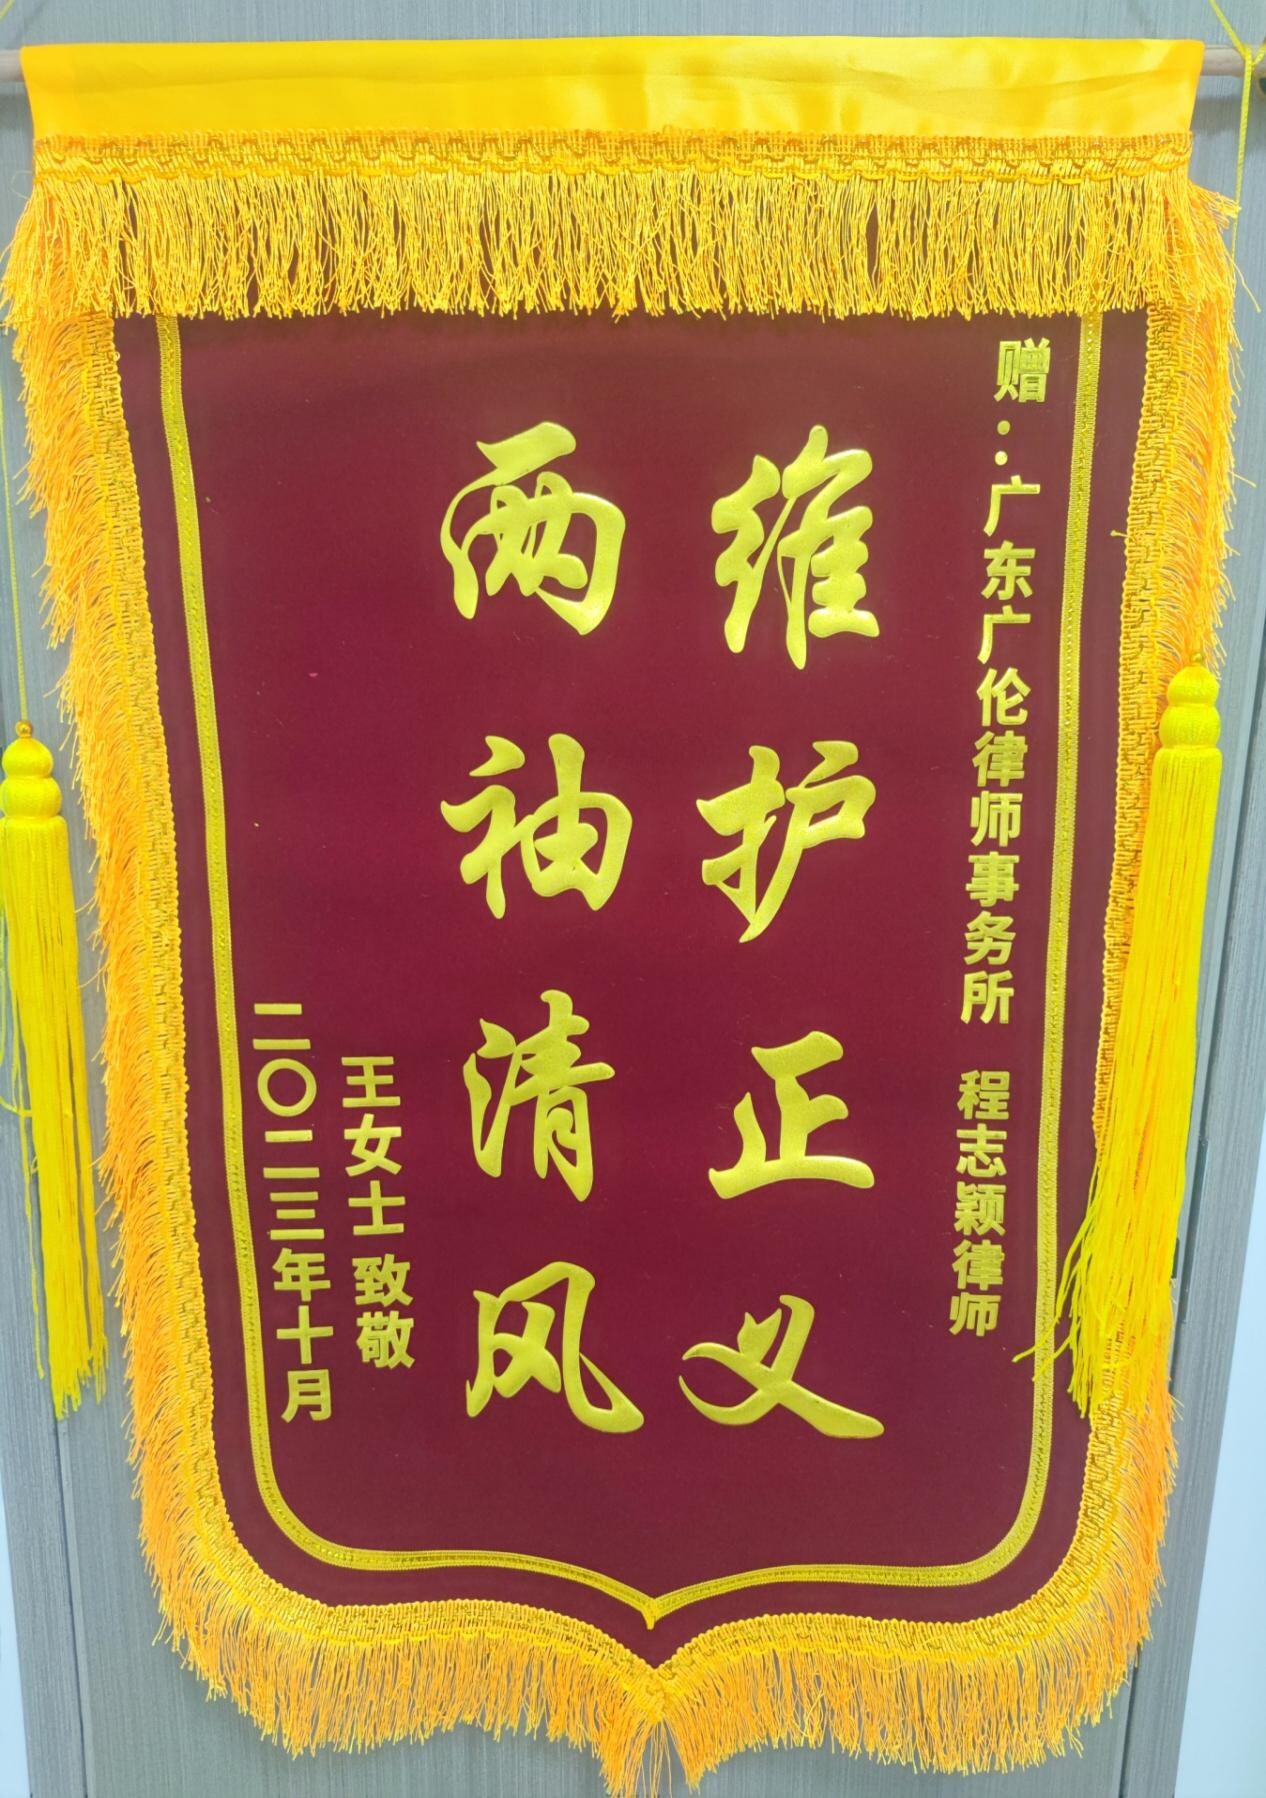 赠：广东广伦律师事务所 程志颖律师
维护正义
两袖清风
王女士 致敬
二〇二三年十月